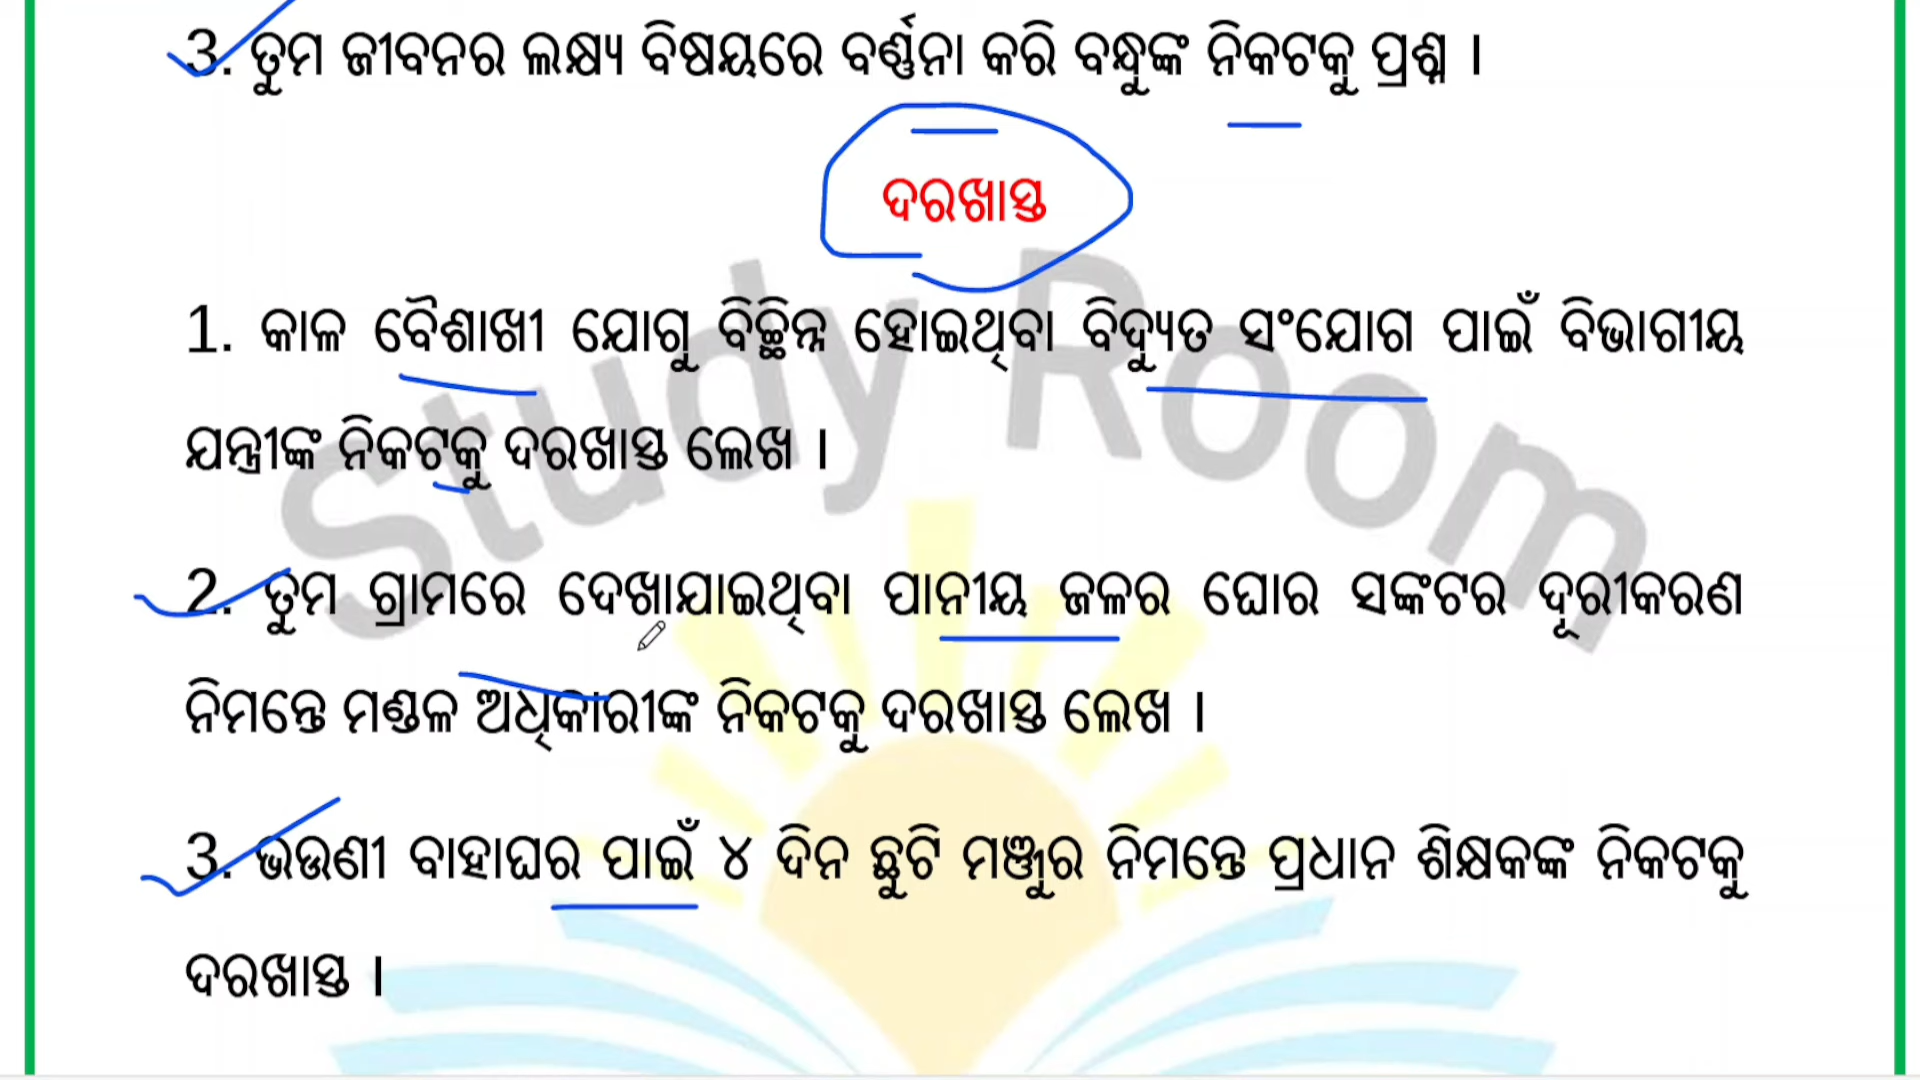 3. ତୁମ ଜୀବନର ଲକ୍ଷ୍ୟ ବିଷୟରେ ବର୍ଣ୍ଣନା କରି ବନ୍ଧୁଙ୍କ ନିକଟକୁ ପ୍ରଶ୍ନ ।
ଦରଖାସ୍ତ
1. କାଳ ବୈଶାଖୀ ଯୋଗୁ ବିଚ୍ଛିନ୍ନ ହୋଇଥିବା ବିଦ୍ୟୁତ ସଂଯୋଗ ପାଇଁ ବିଭାଗୀୟ
ଯନ୍ତ୍ରୀଙ୍କ ନିକଟକୁ ଦରଖାସ୍ତ ଲେଖ ।
2. ତୁମ ଗ୍ରାମରେ ଦେଖାଯାଇଥିବା ପାନୀୟ ଜଳର ଘୋର ସଙ୍କଟର ଦୂରୀକରଣ
ନିମନ୍ତେ ମଣ୍ଡଳ ଅଧିକାରୀଙ୍କ ନିକଟକୁ ଦରଖାସ୍ତ ଲେଖ ।
3. ଭଉଣୀ ବାହାଘର ପାଇଁ ୪ ଦିନ ଛୁଟି ମଞ୍ଜୁର ନିମନ୍ତେ ପ୍ରଧାନ ଶିକ୍ଷକଙ୍କ ନିକଟକୁ
ଦରଖାସ୍ତ ।
Study Room